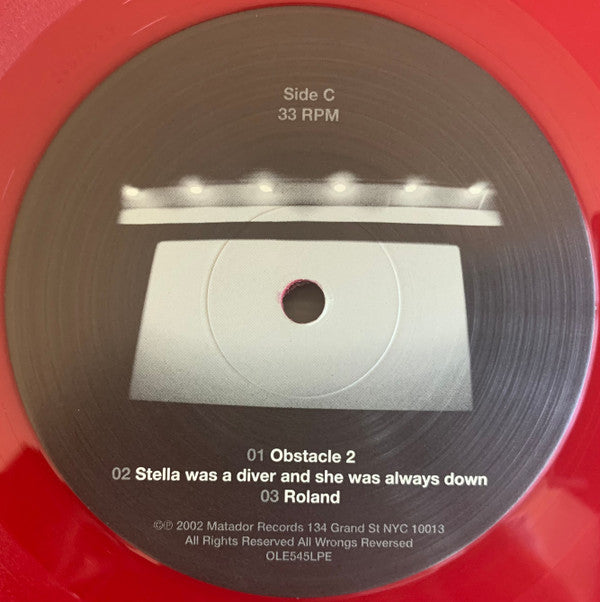 Side C
33 RPM
01 Obstacle 2
02 Stella was a diver and she was always down
03 Roland
©℗ 2002 Matador Records 134 Grand St NYC 10013
All Rights Reserved All Wrongs Reversed
OLE545LPE